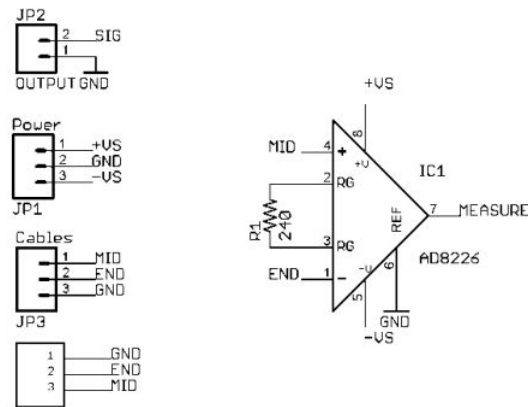 JP2
2 SIG
1
OUTPUT GND
Power
1 +VS
2 GND
3 -VS
JP1
Cables
1 MID
2 END
3 GND
JP3
1 GND
2 END
3 MID
+VS
8
MID 4 + +V
IC1
2 RG
R1
240
7 MEASURE
REF
3 RG
END 1 - -V
6
AD8226
5
GND
-VS